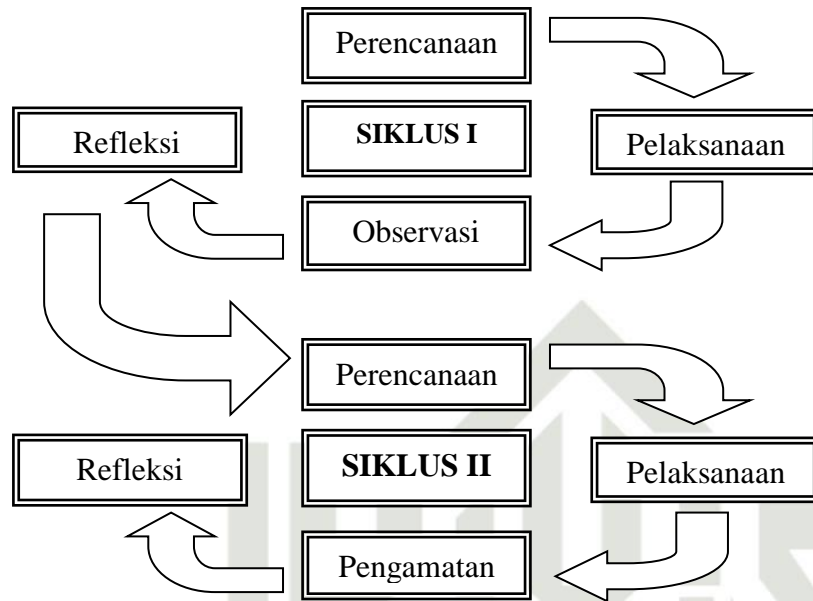 Perencanaan
Refleksi
SIKLUS I
Pelaksanaan
Observasi
Perencanaan
Refleksi
SIKLUS II
Pelaksanaan
Pengamatan